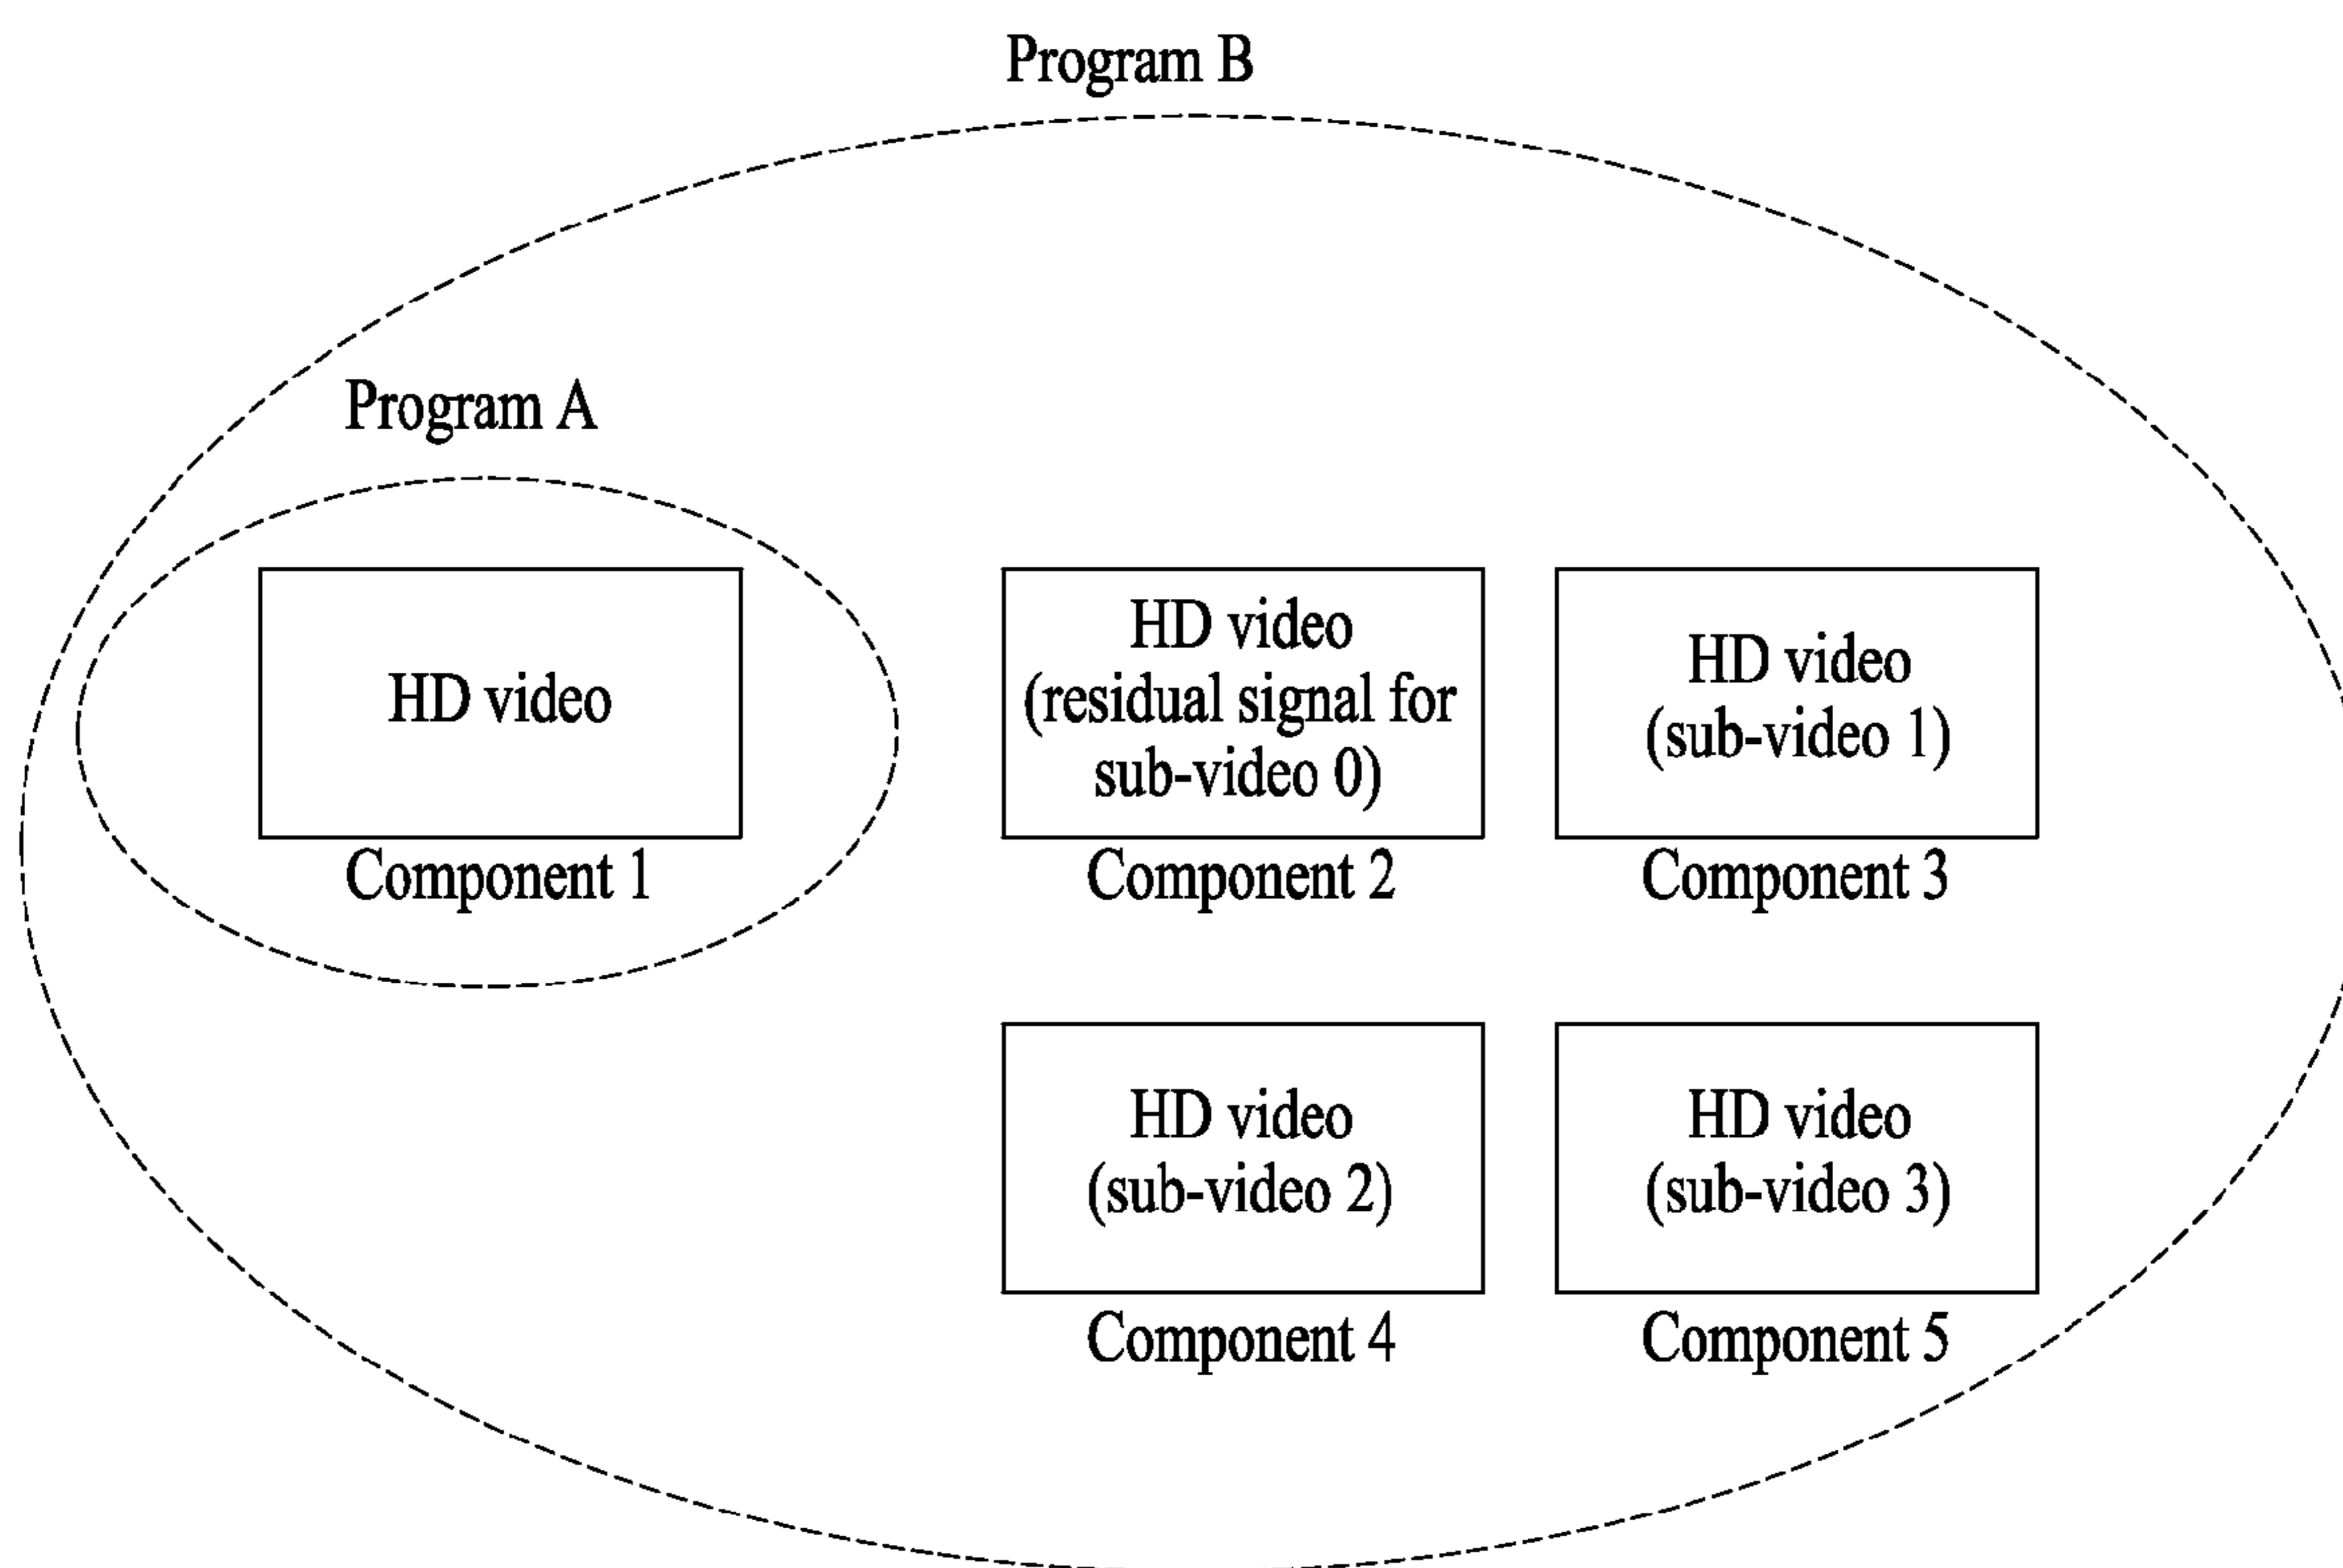 Program B
Program A
HD video
Component 1
HD video
(residual signal for
sub-video 0)
Component 2
HD video
(sub-video 1)
Component 3
HD video
(sub-video 2)
Component 4
HD video
(sub-video 3)
Component 5